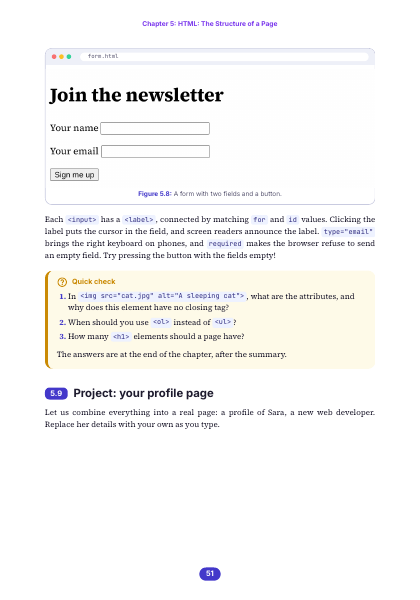 Chapter 5: HTML: The Structure of a Page
form.html
Join the newsletter
Your name
Your email
Sign me up
Figure 5.8: A form with two fields and a button.
Each <input> has a <label>, connected by matching for and id values. Clicking the
label puts the cursor in the field, and screen readers announce the label. type="email"
brings the right keyboard on phones, and required makes the browser refuse to send
an empty field. Try pressing the button with the fields empty!
Quick check
1. In <img src="cat.jpg" alt="A sleeping cat">, what are the attributes, and
why does this element have no closing tag?
2. When should you use <ol> instead of <ul>?
3. How many <h1> elements should a page have?
The answers are at the end of the chapter, after the summary.
5.9 Project: your profile page
Let us combine everything into a real page: a profile of Sara, a new web developer.
Replace her details with your own as you type.
51